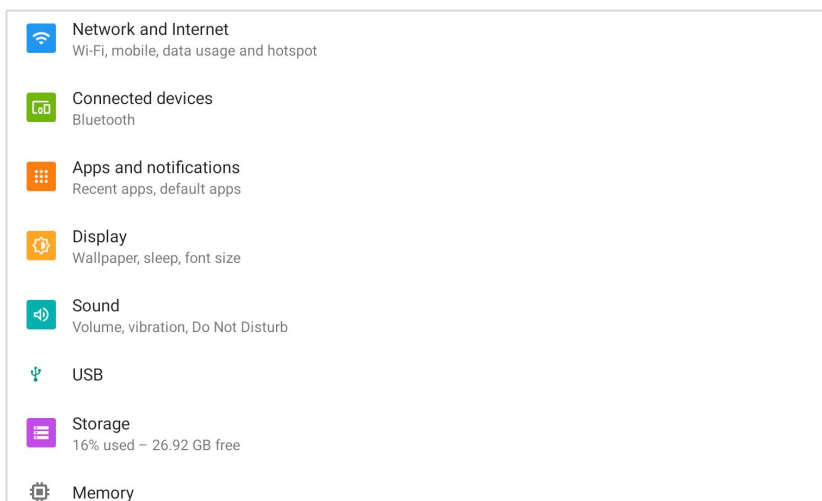 Network and Internet
Wi-Fi, mobile, data usage and hotspot
Connected devices
Bluetooth
Apps and notifications
Recent apps, default apps
Display
Wallpaper, sleep, font size
Sound
Volume, vibration, Do Not Disturb
USB
Storage
16% used – 26.92 GB free
Memory